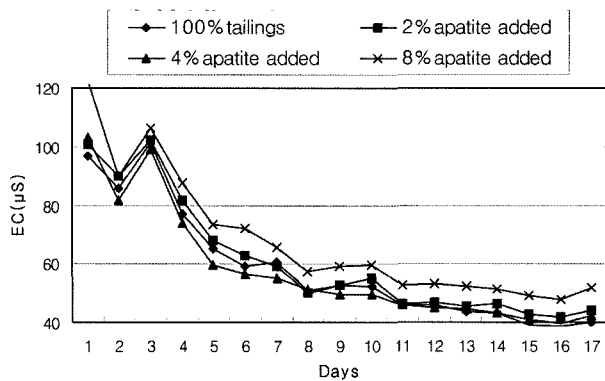 100% tailings
2% apatite added
4% apatite added
8% apatite added
120
100
80
60
40
EC(μS)
1 2 3 4 5 6 7 8 9 10 11 12 13 14 15 16 17
Days